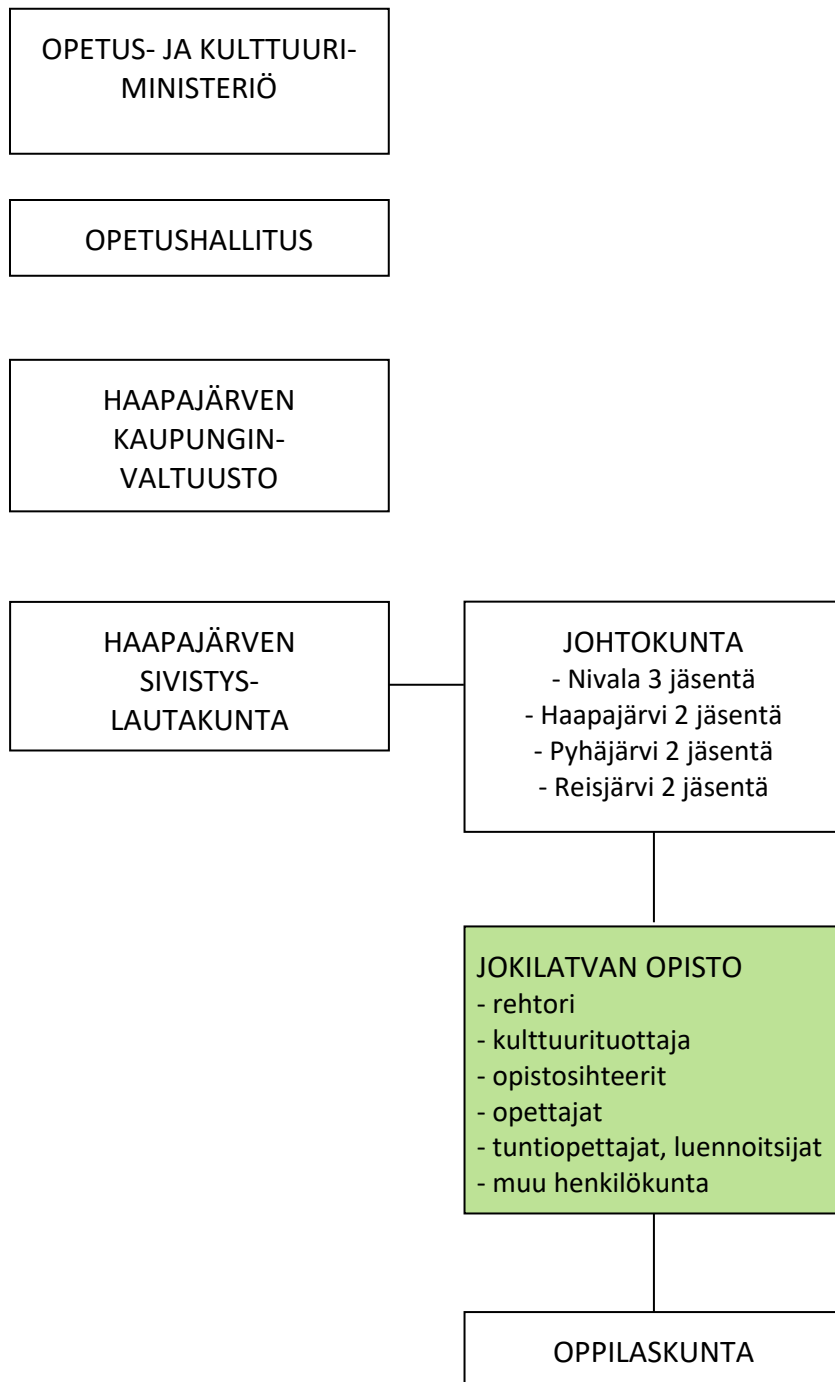 OPETUS- JA KULTTUURI-
MINISTERIÖ
OPETUSHALLITUS
HAAPAJÄRVEN
KAUPUNGIN-
VALTUUSTO
HAAPAJÄRVEN
SIVISTYS-
LAUTAKUNTA
JOHTOKUNTA
- Nivala 3 jäsentä
- Haapajärvi 2 jäsentä
- Pyhäjärvi 2 jäsentä
- Reisjärvi 2 jäsentä
JOKILATVAN OPISTO
- rehtori
- kulttuurituottaja
- opistosihteerit
- opettajat
- tuntiopettajat, luennoitsijat
- muu henkilökunta
OPPILASKUNTA